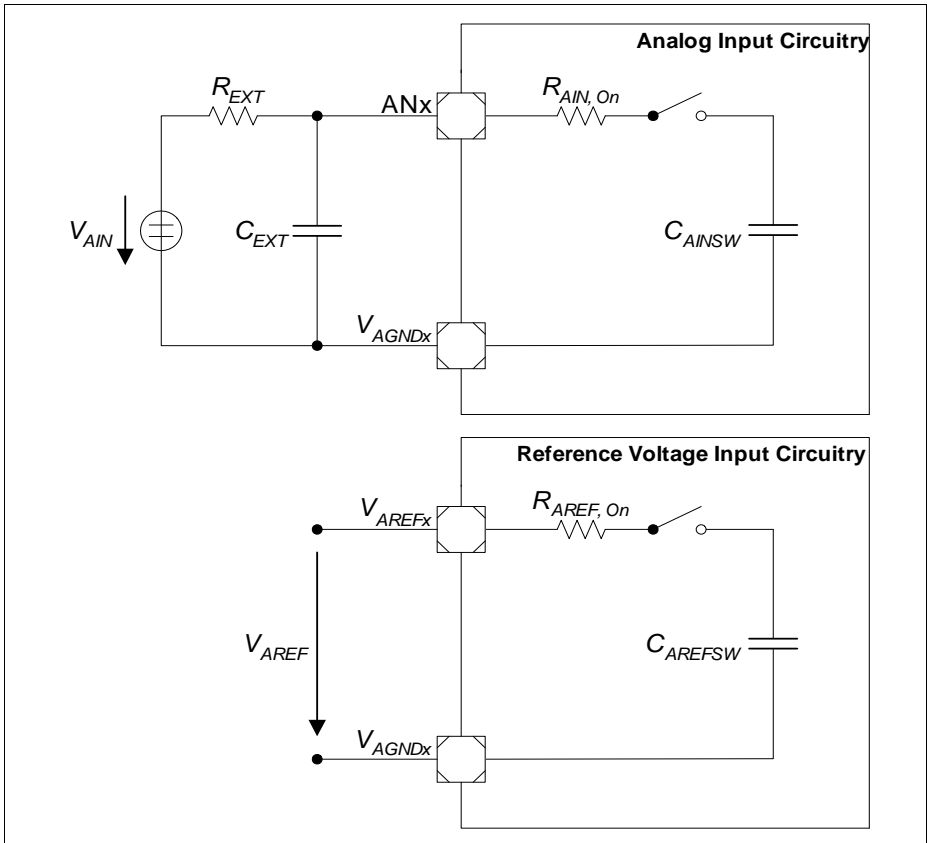 Analog Input Circuitry
R_EXT
ANx
R_AIN, On
V_AIN
C_EXT
C_AINSW
V_AGNDx
Reference Voltage Input Circuitry
V_AREFx
R_AREF, On
V_AREF
C_AREFSW
V_AGNDx